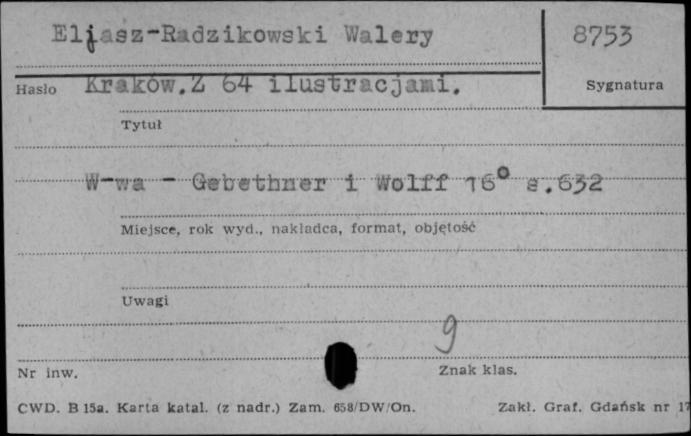 Eljasz-Radzikowski Walery
8753
Hasło Kraków.Z 64 ilustracjami.
Sygnatura
Tytuł
W-wa - Gebethner i Wolff 16° s.632
Miejsce, rok wyd., nakładca, format, objętość
Uwagi
9
Nr inw.
Znak klas.
CWD. B 15a. Karta katal. (z nadr.) Zam. 658/DW/On. Zakł. Graf. Gdańsk nr 17